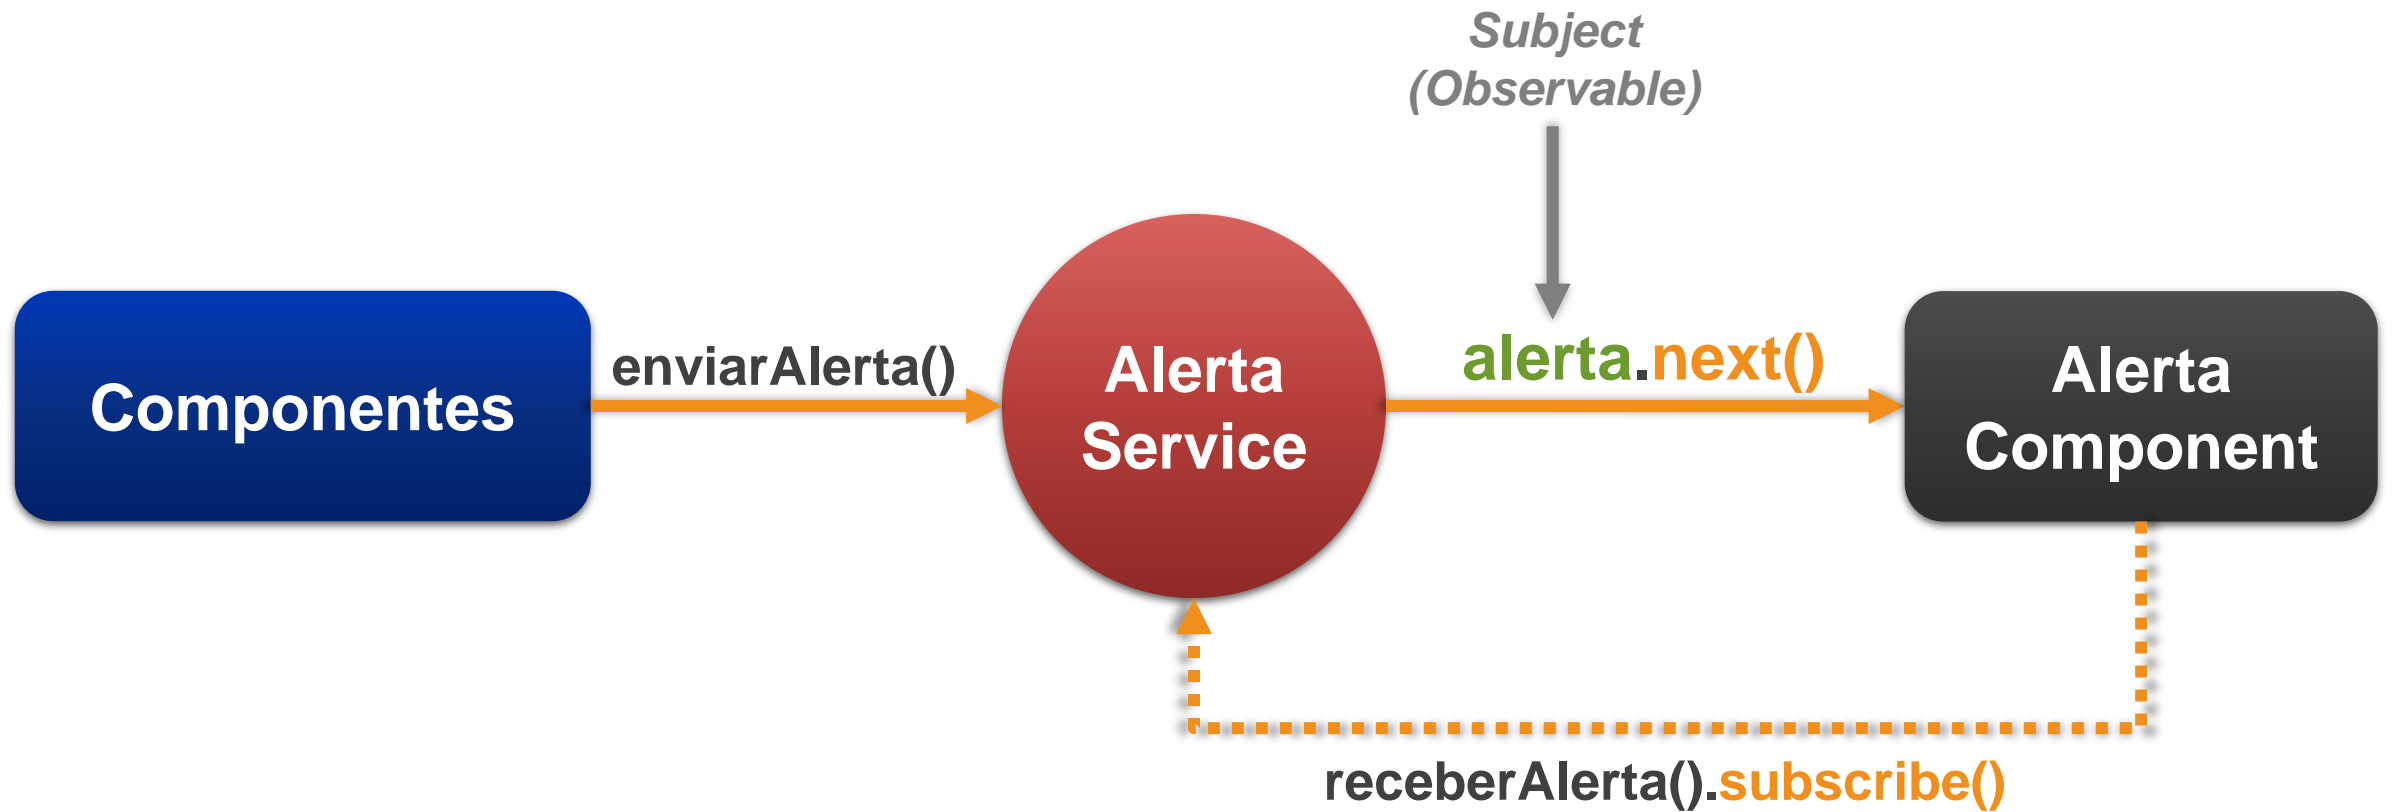 Subject
(Observable)
Componentes
enviarAlerta()
Alerta
Service
alerta.next()
Alerta
Component
receberAlerta().subscribe()